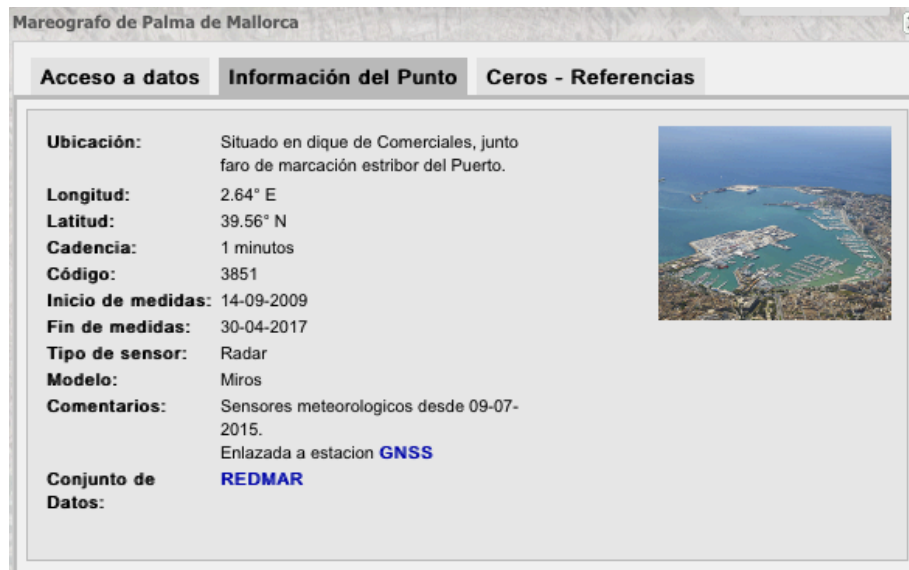 Mareografo de Palma de Mallorca
Acceso a datos Información del Punto Ceros - Referencias
Ubicación: Situado en dique de Comerciales, junto
faro de marcación estribor del Puerto.
Longitud: 2.64° E
Latitud: 39.56° N
Cadencia: 1 minutos
Código: 3851
Inicio de medidas: 14-09-2009
Fin de medidas: 30-04-2017
Tipo de sensor: Radar
Modelo: Miros
Comentarios: Sensores meteorologicos desde 09-07-
2015.
Enlazada a estacion GNSS
Conjunto de REDMAR
Datos: